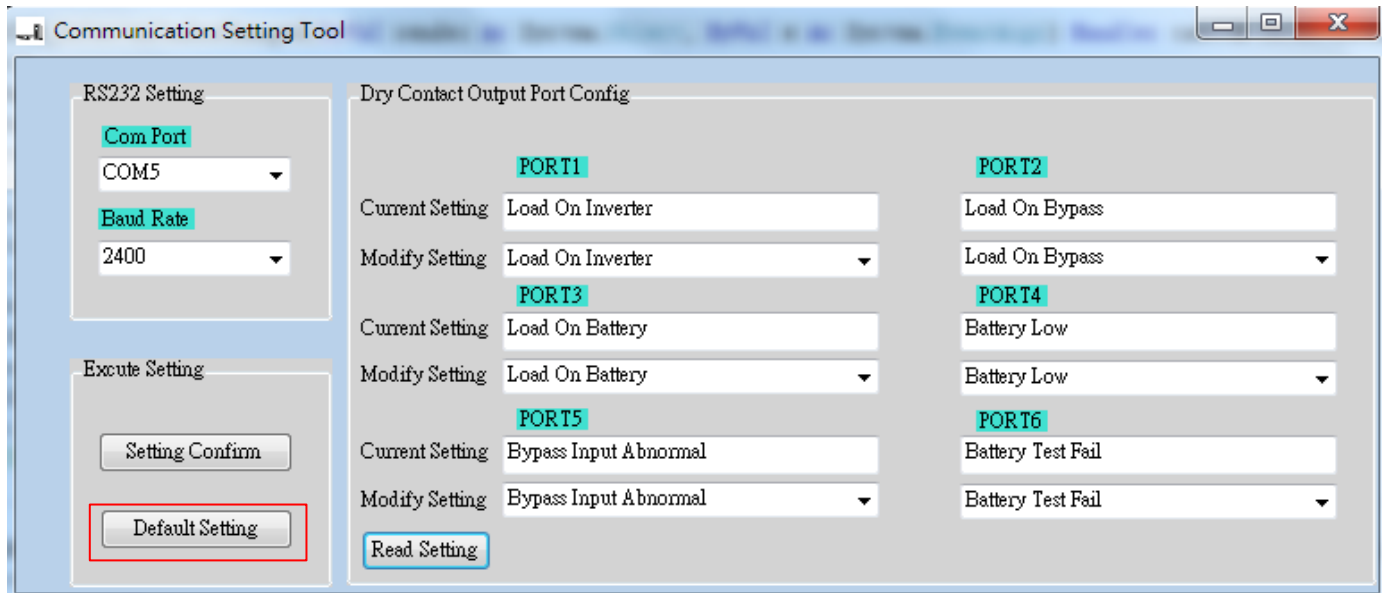 Communication Setting Tool
RS232 Setting
Com Port
COM5
Baud Rate
2400
Excute Setting
Setting Confirm
Default Setting
Dry Contact Output Port Config
PORT1 PORT2
Current Setting Load On Inverter Load On Bypass
Modify Setting Load On Inverter Load On Bypass
PORT3 PORT4
Current Setting Load On Battery Battery Low
Modify Setting Load On Battery Battery Low
PORT5 PORT6
Current Setting Bypass Input Abnormal Battery Test Fail
Modify Setting Bypass Input Abnormal Battery Test Fail
Read Setting